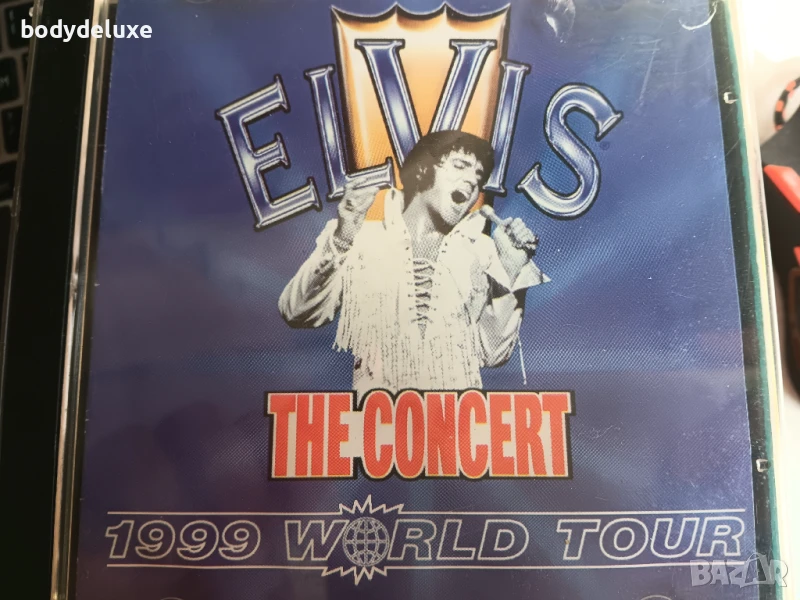 bodydeluxe
ELVIS®
THE CONCERT
1999 WORLD TOUR
BAZAR